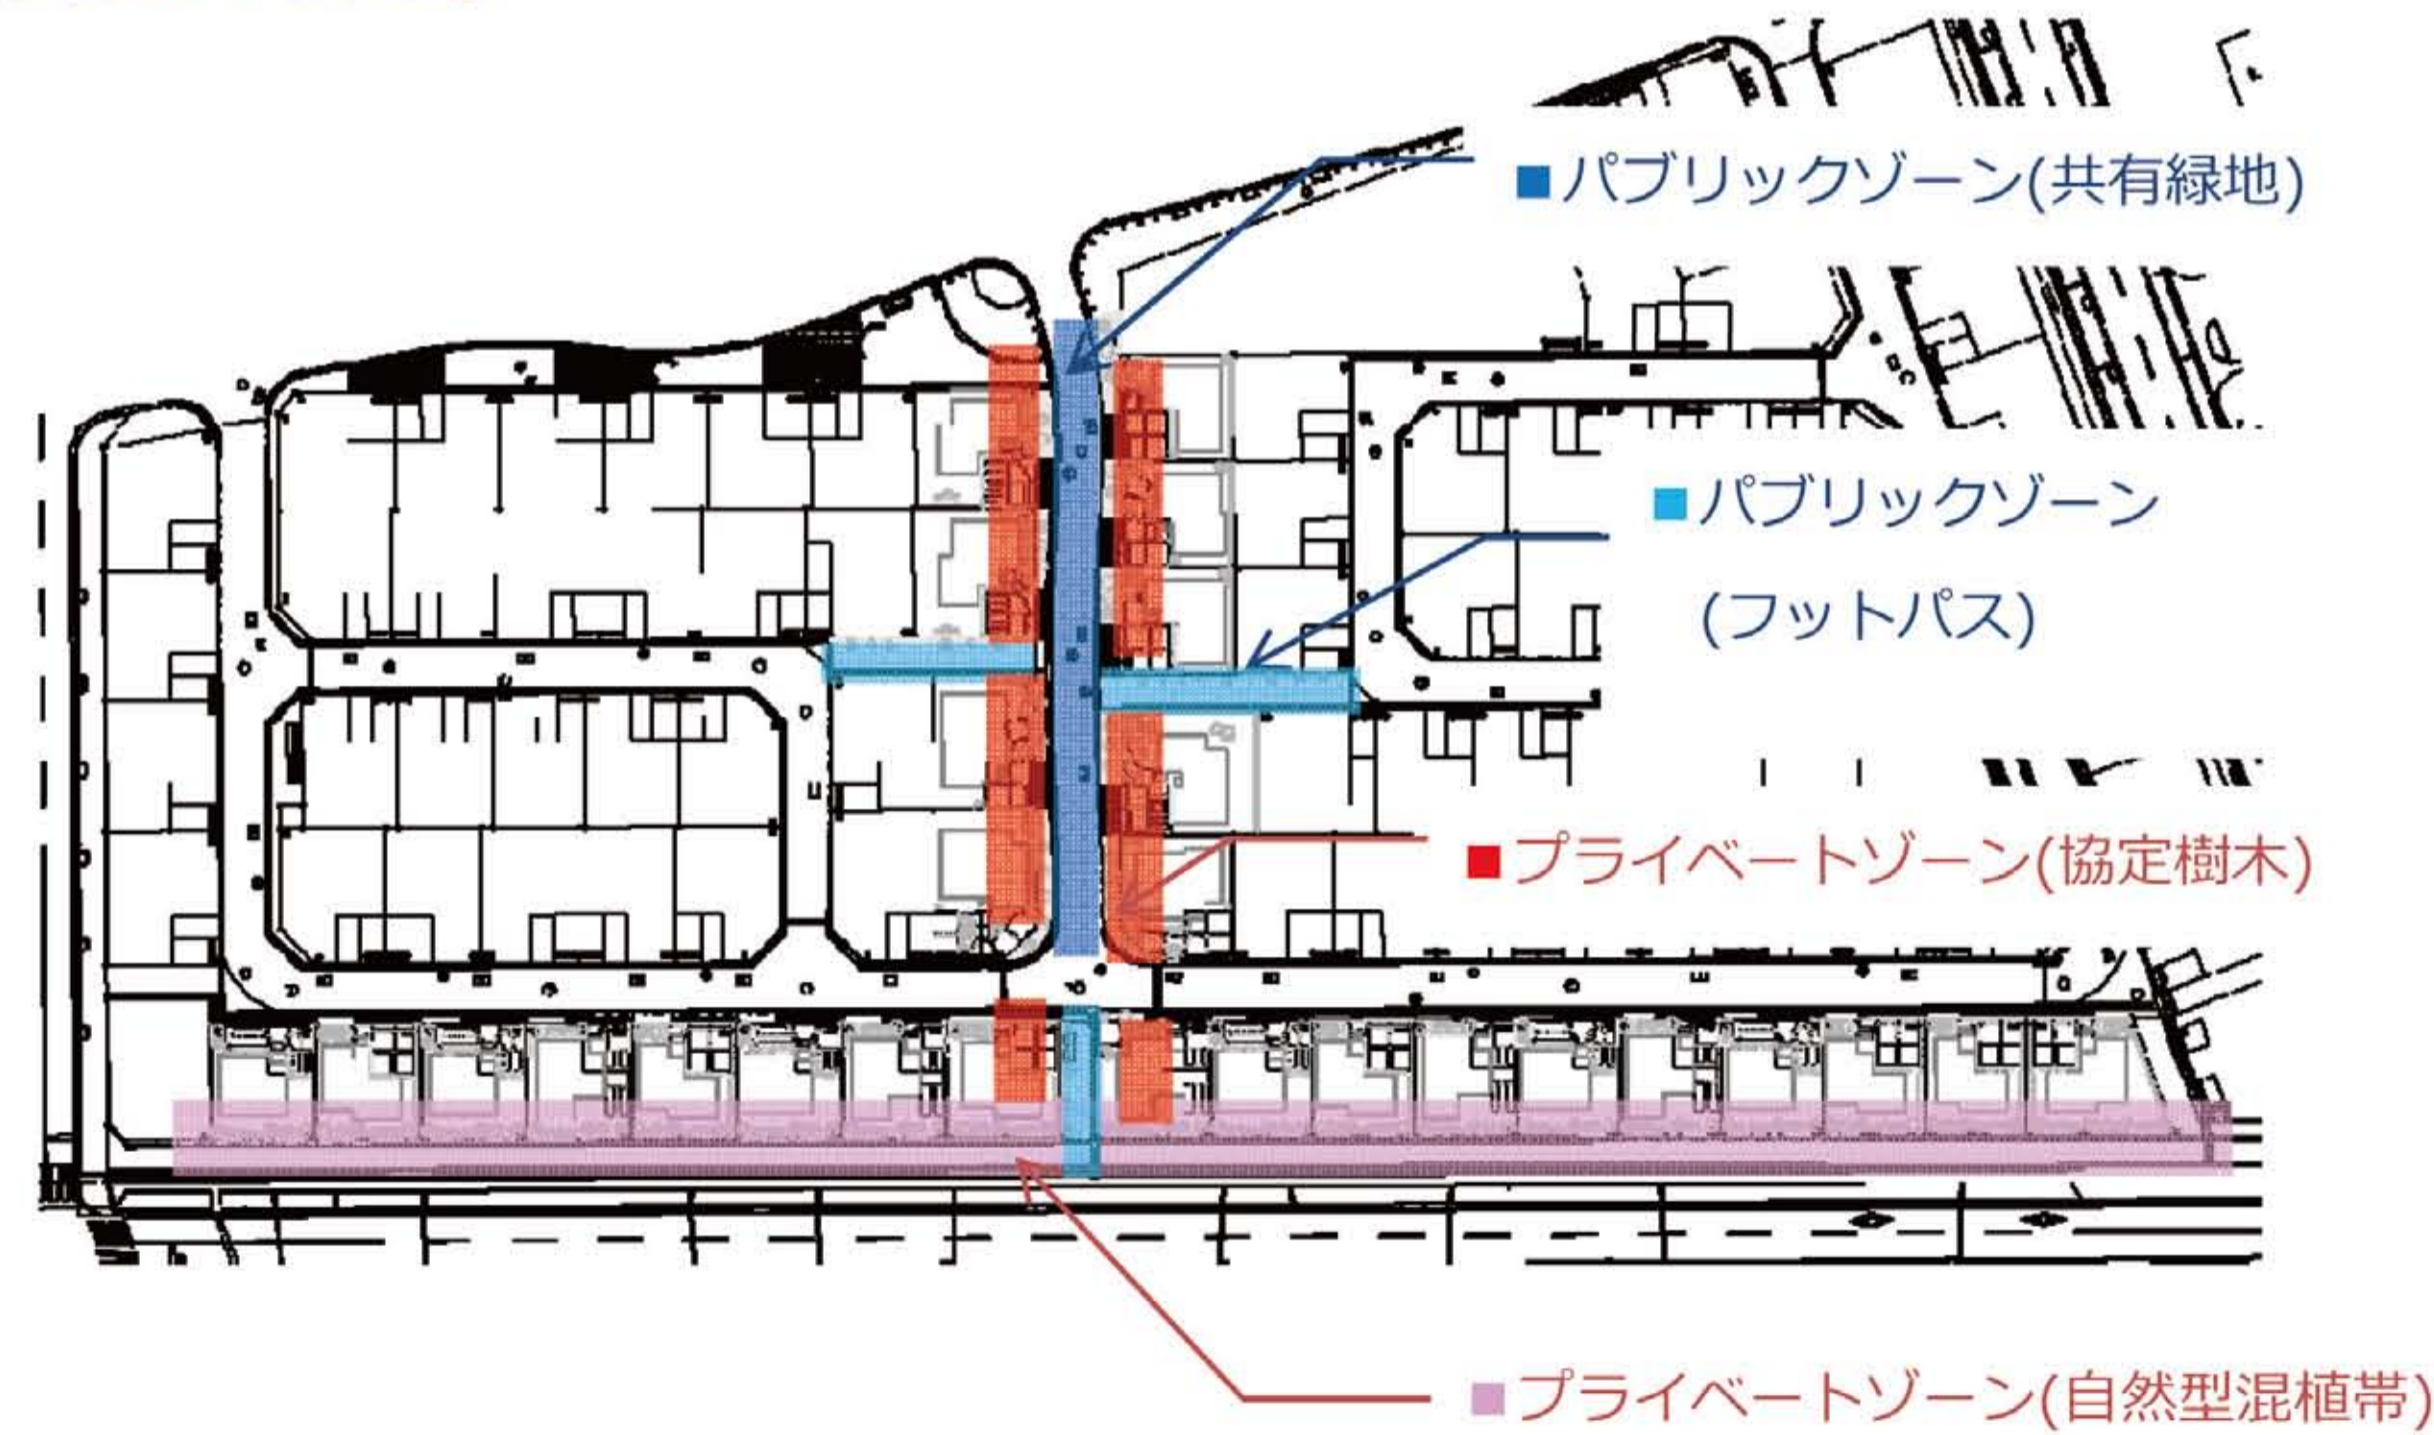 ■パブリックゾーン(共有緑地)
■パブリックゾーン
(フットパス)
■プライベートゾーン(協定樹木)
■プライベートゾーン(自然型混植帯)